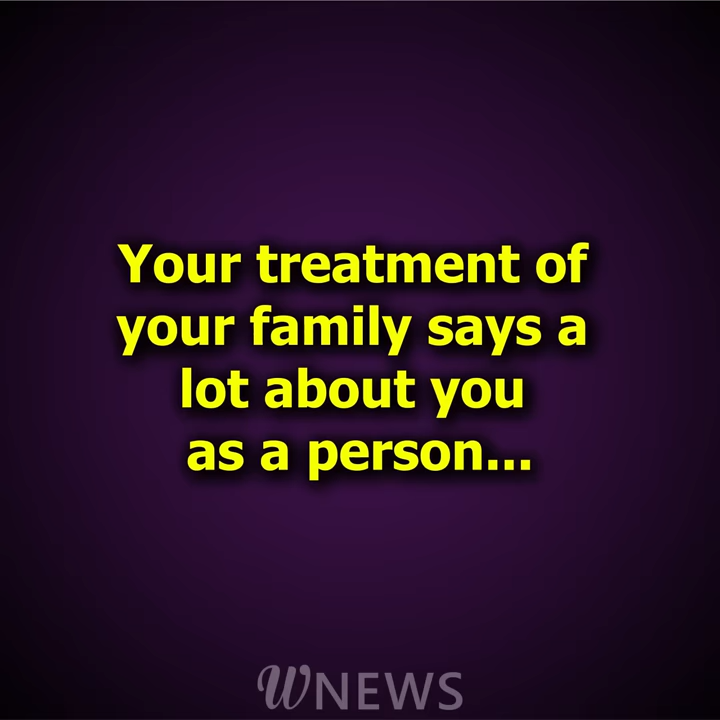 Your treatment of
your family says a
lot about you
as a person...
WNEWS